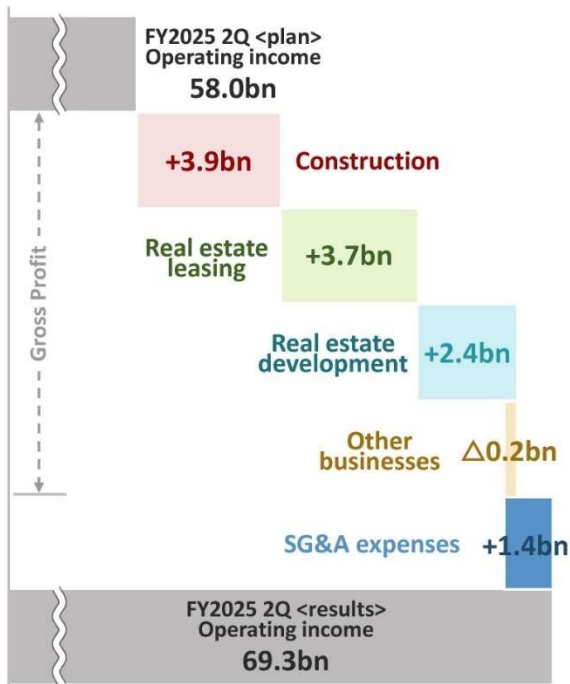 FY2025 2Q <plan>
Operating income
58.0bn
+3.9bn
Construction
Gross Profit
Real estate
leasing
+3.7bn
Real estate
development
+2.4bn
Other
businesses
△0.2bn
SG&A expenses
+1.4bn
FY2025 2Q <results>
Operating income
69.3bn